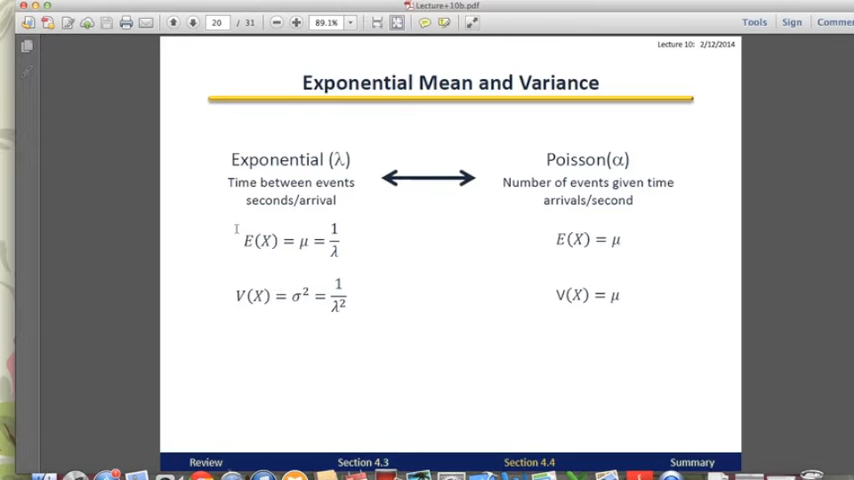 Lecture+10b.pdf
20 / 31
89.1%
Tools
Sign
Comme
Lecture 10: 2/12/2014
Exponential Mean and Variance
Exponential (λ)
Time between events
seconds/arrival
E(X) = μ = 1/λ
V(X) = σ² = 1/λ²
Poisson(α)
Number of events given time
arrivals/second
E(X) = μ
V(X) = μ
Review
Section 4.3
Section 4.4
Summary